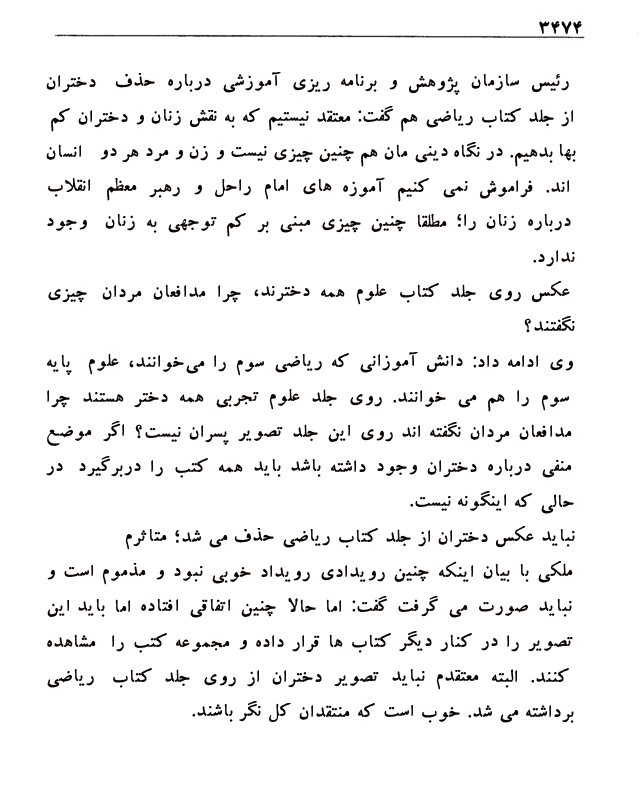 ۳۴۷۴
رئیس سازمان پژوهش و برنامه ریزی آموزشی درباره حذف دختران
از جلد کتاب ریاضی هم گفت: معتقد نیستیم که به نقش زنان و دختران کم
بها بدهیم. در نگاه دینی مان هم چنین چیزی نیست و زن و مرد هر دو انسان
اند. فراموش نمی کنیم آموزه های امام راحل و رهبر معظم انقلاب
درباره زنان را؛ مطلقا چنین چیزی مبنی بر کم توجهی به زنان وجود
ندارد.
عکس روی جلد کتاب علوم همه دخترند، چرا مدافعان مردان چیزی
نگفتند؟
وی ادامه داد: دانش آموزانی که ریاضی سوم را می‌خوانند، علوم پایه
سوم را هم می خوانند. روی جلد علوم تجربی همه دختر هستند چرا
مدافعان مردان نگفته اند روی این جلد تصویر پسران نیست؟ اگر موضع
منفی درباره دختران وجود داشته باشد باید همه کتب را دربرگیرد در
حالی که اینگونه نیست.
نباید عکس دختران از جلد کتاب ریاضی حذف می شد؛ متاثرم
ملکی با بیان اینکه چنین رویدادی رویداد خوبی نبود و مذموم است و
نباید صورت می گرفت گفت: اما حالا چنین اتفاقی افتاده اما باید این
تصویر را در کنار دیگر کتاب ها قرار داده و مجموعه کتب را مشاهده
کنند. البته معتقدم نباید تصویر دختران از روی جلد کتاب ریاضی
برداشته می شد. خوب است که منتقدان کل نگر باشند.